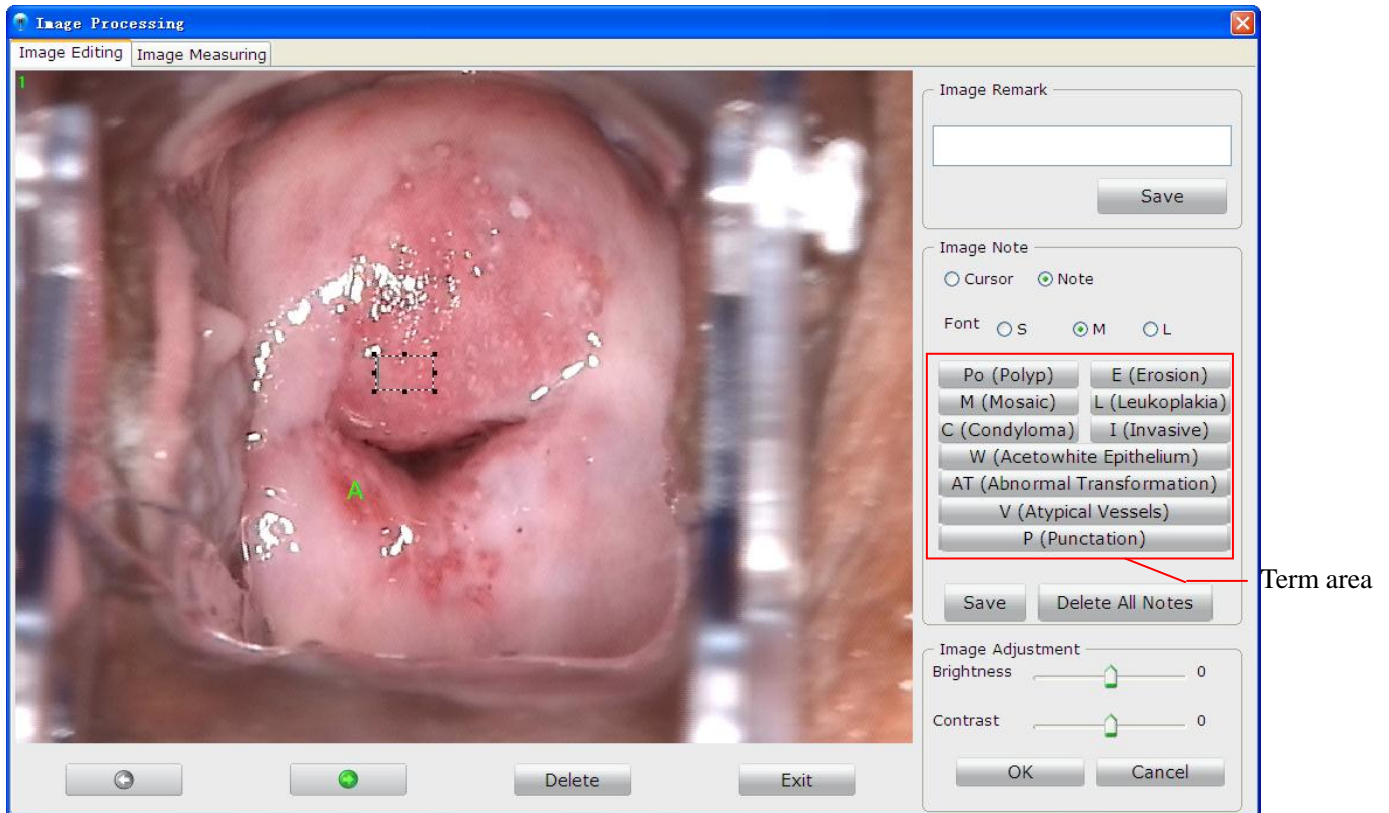 Image Processing
Image Editing Image Measuring
1
A
Image Remark
Save
Image Note
Cursor Note
Font S M L
Po (Polyp) E (Erosion)
M (Mosaic) L (Leukoplakia)
C (Condyloma) I (Invasive)
W (Acetowhite Epithelium)
AT (Abnormal Transformation)
V (Atypical Vessels)
P (Punctation)
Term area
Save Delete All Notes
Image Adjustment
Brightness 0
Contrast 0
OK Cancel
Delete Exit